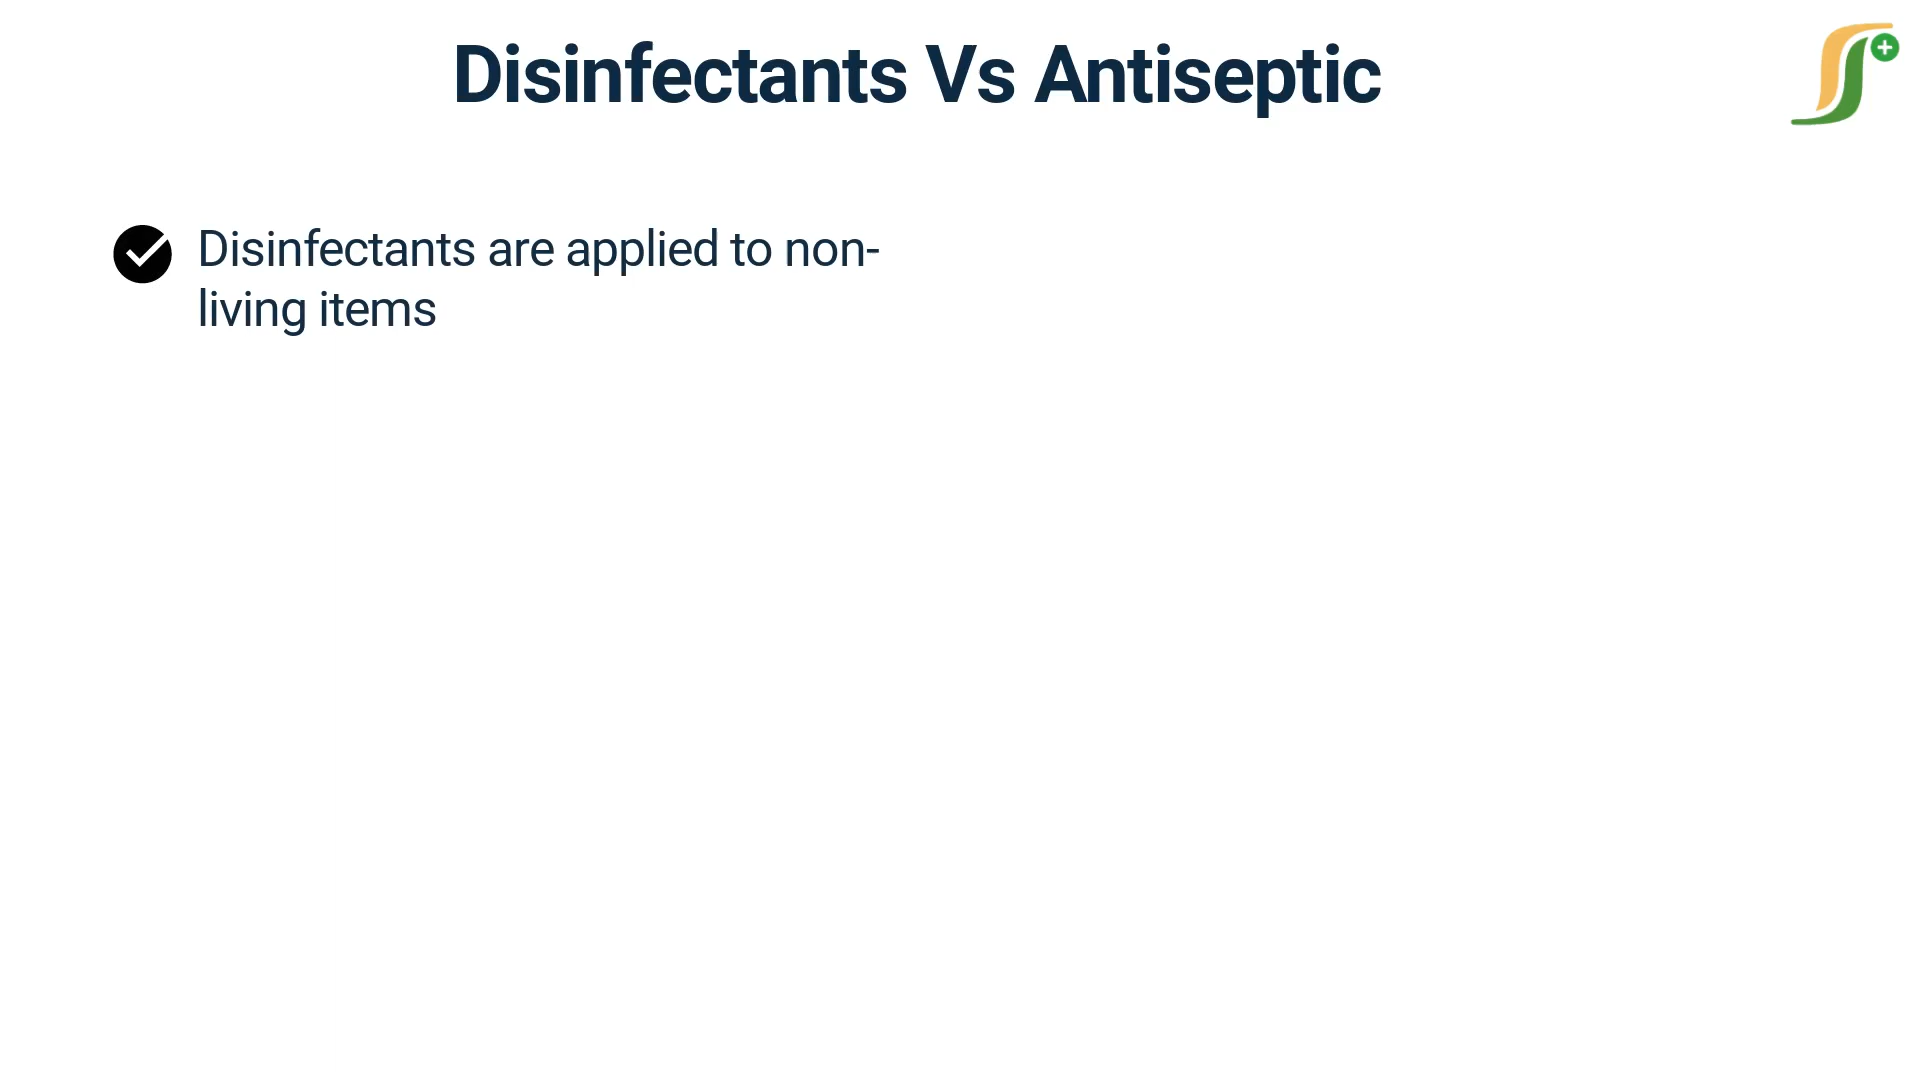 Disinfectants Vs Antiseptic
Disinfectants are applied to non-
living items